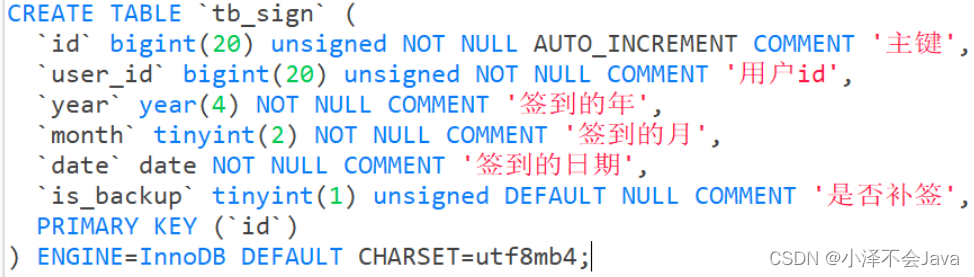 CREATE TABLE `tb_sign` (
`id` bigint(20) unsigned NOT NULL AUTO_INCREMENT COMMENT '主键',
`user_id` bigint(20) unsigned NOT NULL COMMENT '用户id',
`year` year(4) NOT NULL COMMENT '签到的年',
`month` tinyint(2) NOT NULL COMMENT '签到的月',
`date` date NOT NULL COMMENT '签到的日期',
`is_backup` tinyint(1) unsigned DEFAULT NULL COMMENT '是否补签',
PRIMARY KEY (`id`)
) ENGINE=InnoDB DEFAULT CHARSET=utf8mb4;
CSDN @小泽不会Java